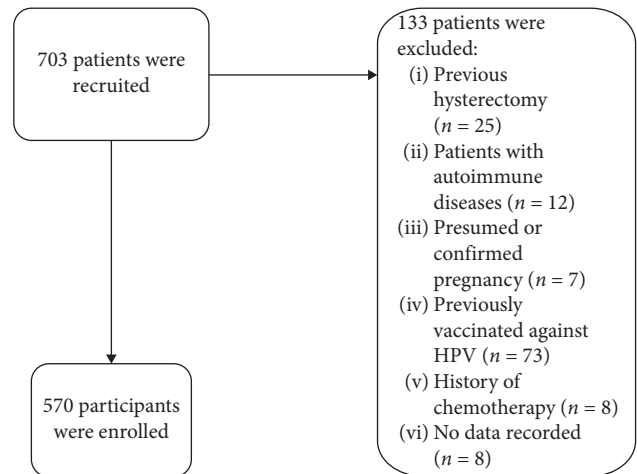 703 patients were
recruited
133 patients were
excluded:
(i) Previous
hysterectomy
(n = 25)
(ii) Patients with
autoimmune
diseases (n = 12)
(iii) Presumed or
confirmed
pregnancy (n = 7)
(iv) Previously
vaccinated against
HPV (n = 73)
(v) History of
chemotherapy (n = 8)
(vi) No data recorded
(n = 8)
570 participants
were enrolled